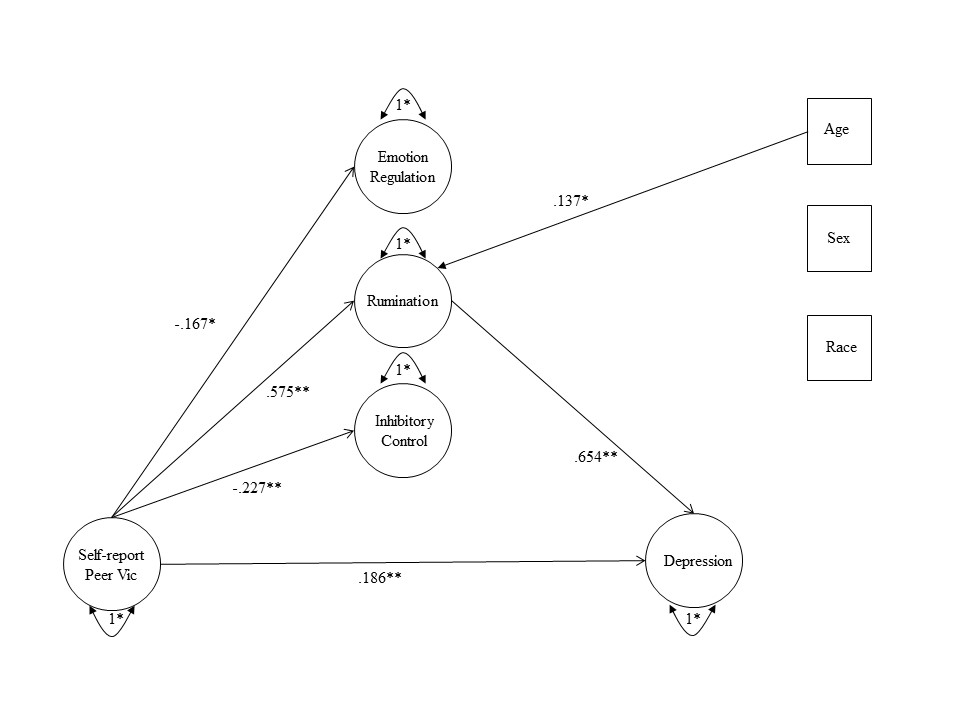 1*
Emotion
Regulation
Age
.137*
Sex
1*
Rumination
-.167*
Race
1*
.575**
Inhibitory
Control
.654**
-.227**
Self-report
Peer Vic
Depression
.186**
1*
1*